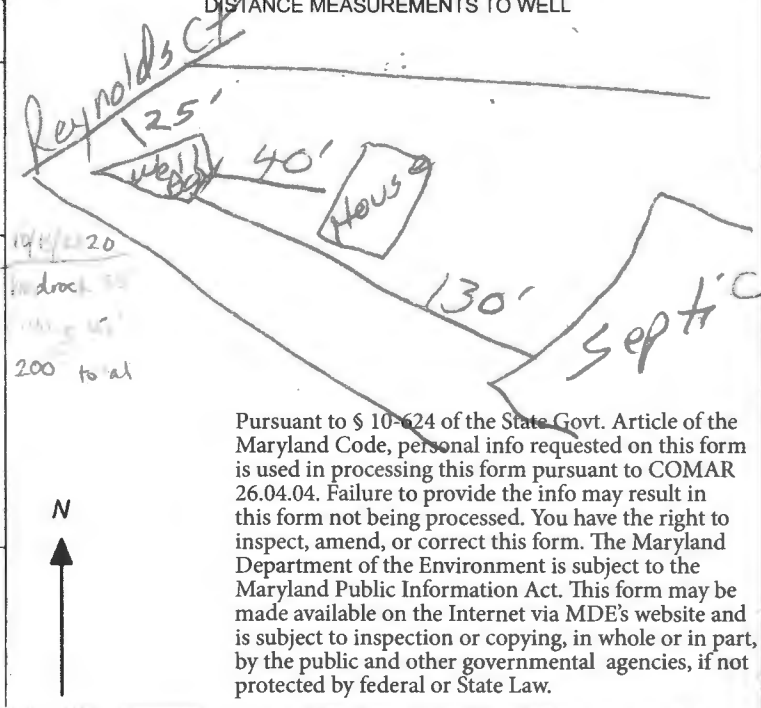 DISTANCE MEASUREMENTS TO WELL
Reynolds Ct
125'
Well
40'
House
130'
Septic
20
200 total
N
Pursuant to § 10-624 of the State Govt. Article of the
Maryland Code, personal info requested on this form
is used in processing this form pursuant to COMAR
26.04.04. Failure to provide the info may result in
this form not being processed. You have the right to
inspect, amend, or correct this form. The Maryland
Department of the Environment is subject to the
Maryland Public Information Act. This form may be
made available on the Internet via MDE's website and
is subject to inspection or copying, in whole or in part,
by the public and other governmental agencies, if not
protected by federal or State Law.